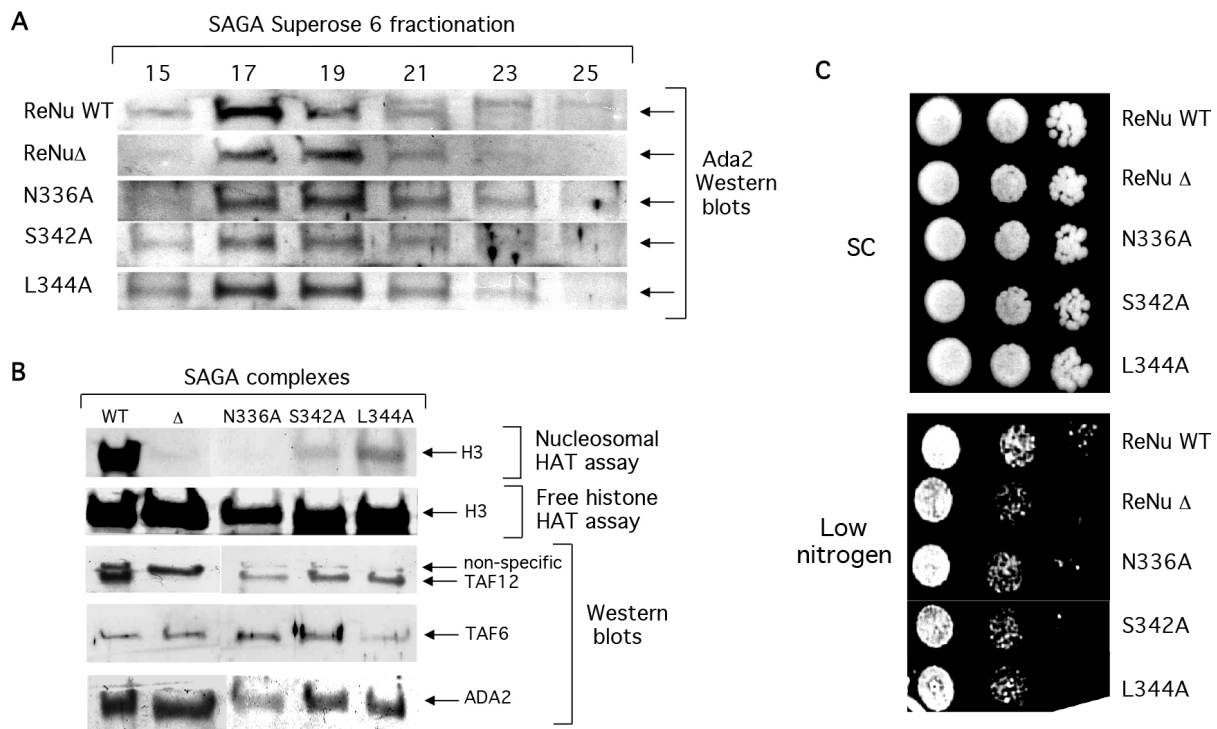 A
SAGA Superose 6 fractionation
15 17 19 21 23 25
ReNu WT
ReNuΔ
N336A
S342A
L344A
Ada2
Western
blots
B
SAGA complexes
WT Δ N336A S342A L344A
H3
Nucleosomal
HAT assay
H3
Free histone
HAT assay
non-specific
TAF12
TAF6
ADA2
Western
blots
C
SC
ReNu WT
ReNu Δ
N336A
S342A
L344A
Low
nitrogen
ReNu WT
ReNu Δ
N336A
S342A
L344A